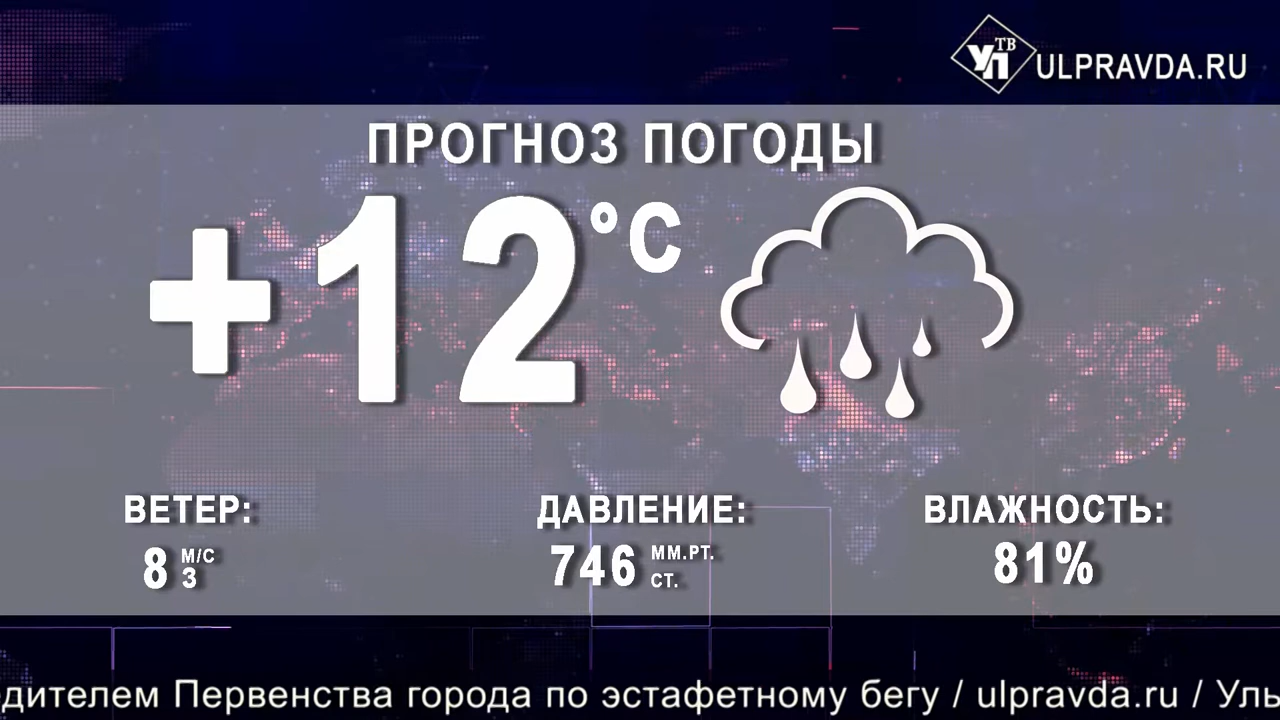 ТВ
УП
ULPRAVDA.RU
ПРОГНОЗ ПОГОДЫ
+12°C
ВЕТЕР:
8 М/С
З
ДАВЛЕНИЕ:
746 ММ.РТ.
СТ.
ВЛАЖНОСТЬ:
81%
дителем Первенства города по эстафетному бегу / ulpravda.ru / Уль